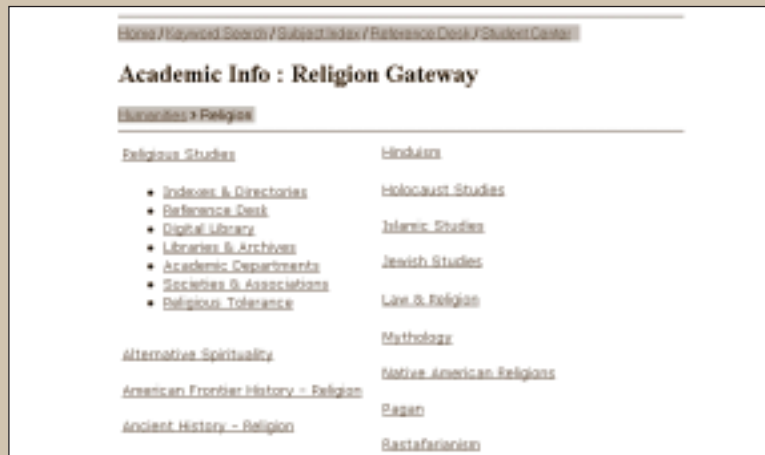 Home / Keyword Search / Subject Index / Reference Desk / Student Center
Academic Info : Religion Gateway
Humanities > Religion
Religious Studies
• Indexes & Directories
• Reference Desk
• Digital Library
• Libraries & Archives
• Academic Departments
• Societies & Associations
• Religious Tolerance
Alternative Spirituality
American Frontier History - Religion
Ancient History - Religion
Hinduism
Holocaust Studies
Islamic Studies
Jewish Studies
Law & Religion
Mythology
Native American Religions
Pagan
Rastafarianism